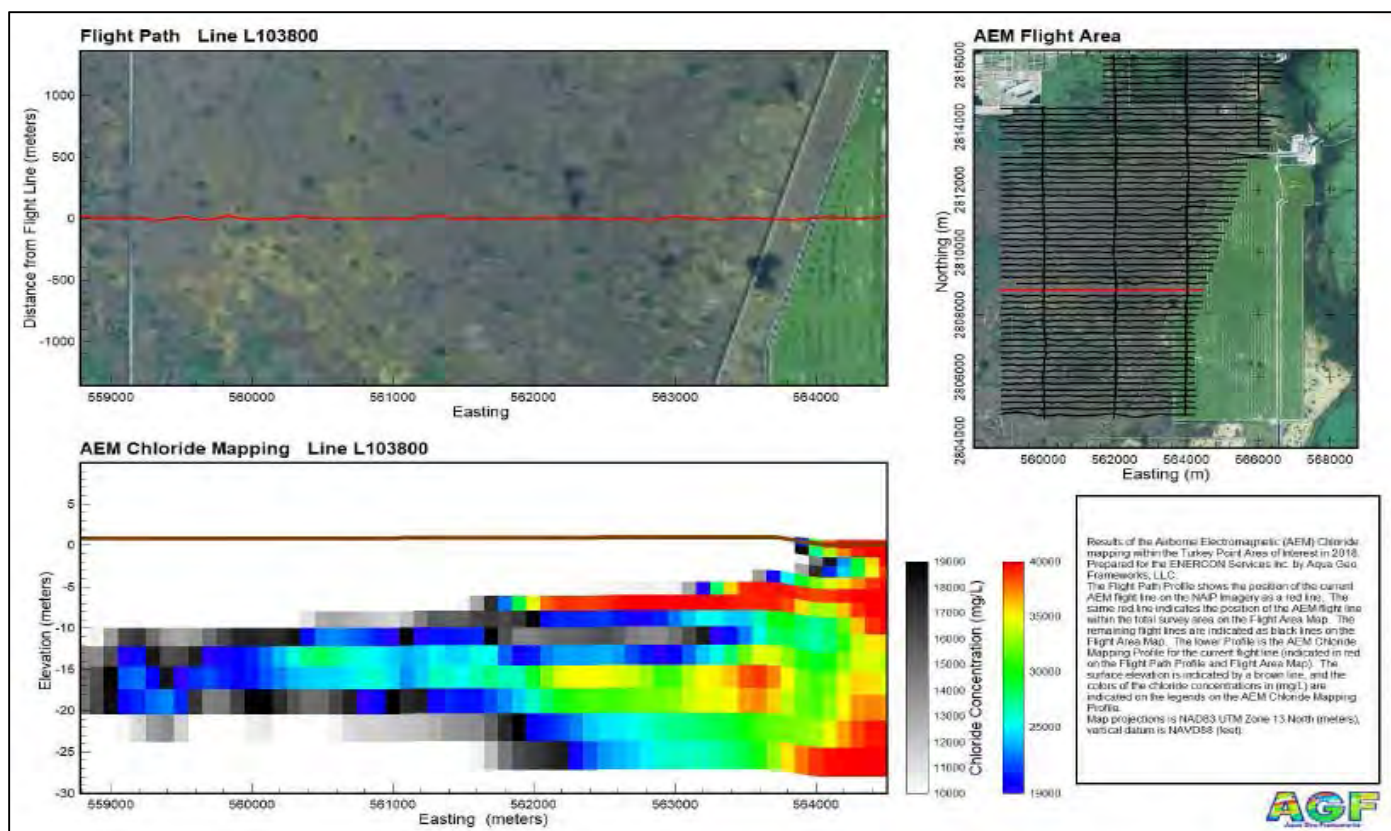 Flight Path Line L103800
Distance from Flight Line (meters)
1000
500
0
-500
-1000
559000 560000 561000 562000 563000 564000
Easting
AEM Flight Area
Northing (m)
2816000
2814000
2812000
2810000
2808000
2806000
2804000
560000 562000 564000 566000 568000
Easting (m)
AEM Chloride Mapping Line L103800
Elevation (meters)
5
0
-5
-10
-15
-20
-25
-30
559000 560000 561000 562000 563000 564000
Easting (meters)
Chloride Concentration (mg/L)
19000
18000
17000
16000
15000
14000
13000
12000
11000
10000
40000
35000
30000
25000
19000
Results of the Airborne Electromagnetic (AEM) Chloride
mapping within the Turkey Point Area of Interest in 2018.
Prepared for the ENERCON Services Inc. by Aqua Geo
Frameworks, LLC.
The Flight Path Profile shows the position of the current
AEM flight line on the NAIP Imagery as a red line. The
same red line indicates the position of the AEM flight line
within the total survey area on the Flight Area Map. The
remaining flight lines are indicated as black lines on the
Flight Area Map. The lower Profile is the AEM Chloride
Mapping Profile for the current flight line (indicated in red
on the Flight Path Profile and Flight Area Map). The
surface elevation is indicated by a brown line, and the
colors of the chloride concentrations in (mg/L) are
indicated on the legends on the AEM Chloride Mapping
Profile.
Map projections is NAD83 UTM Zone 13 North (meters),
vertical datum is NAVD88 (feet).
AGF
Aqua Geo Frameworks